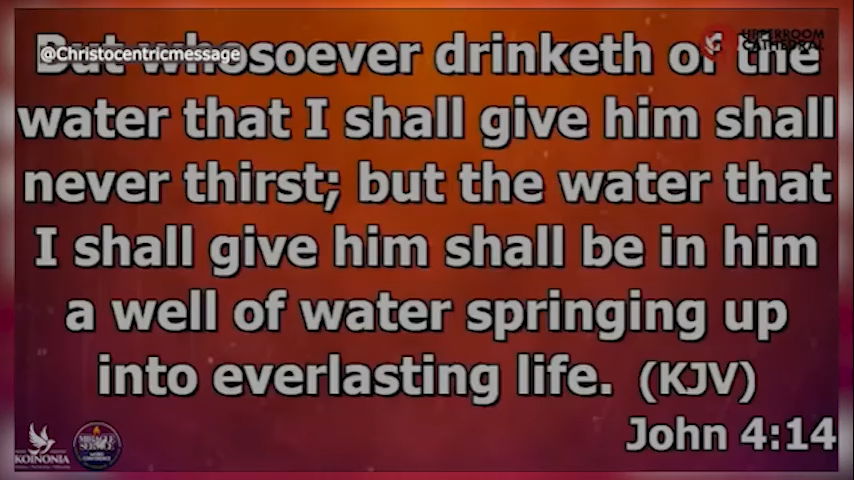 @Christocentricmessage
UPPERROOM
CATHEDRAL
But whosoever drinketh of the
water that I shall give him shall
never thirst; but the water that
I shall give him shall be in him
a well of water springing up
into everlasting life. (KJV)
John 4:14
KOINONIA
MIRACLE
SERVICE